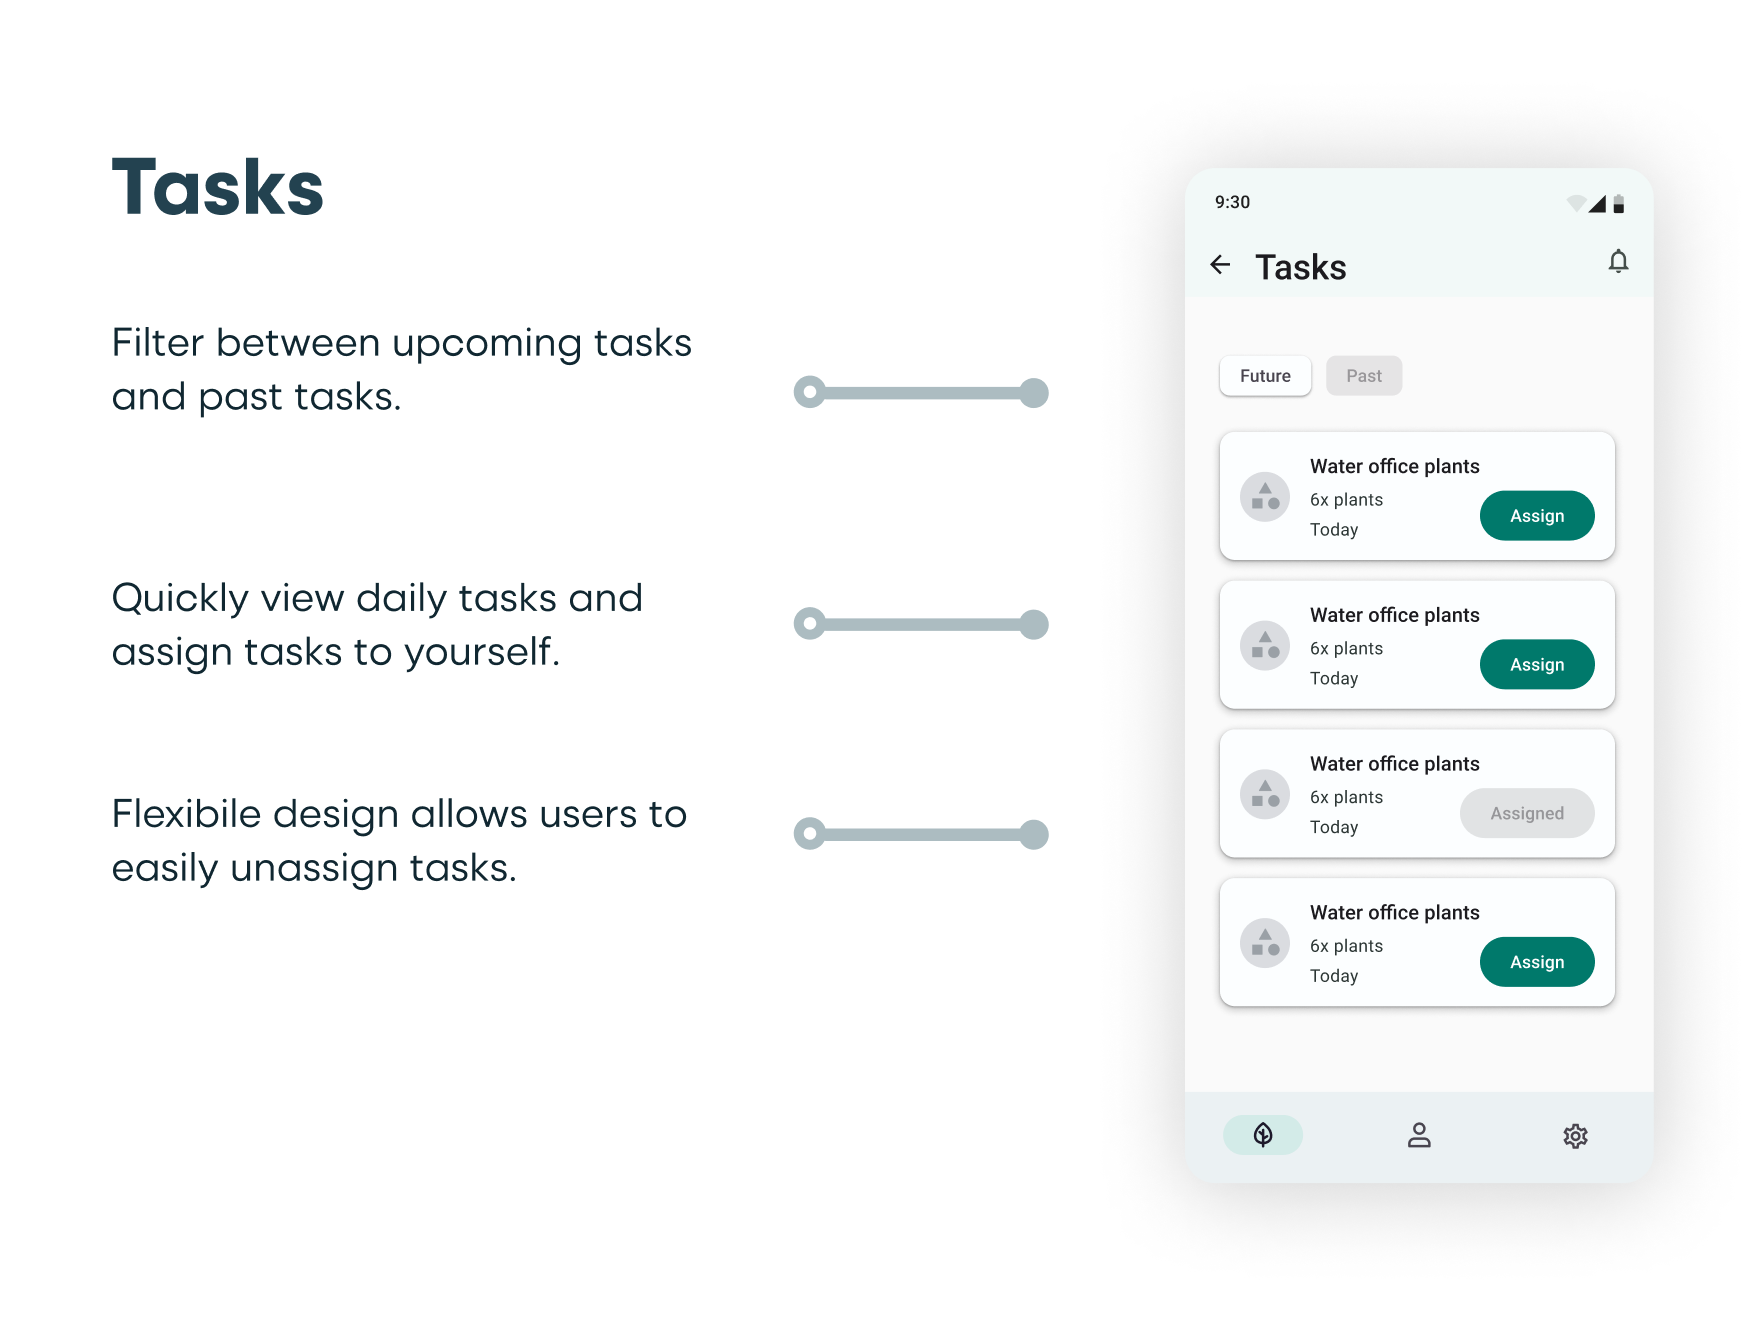 Tasks
Filter between upcoming tasks
and past tasks.
Quickly view daily tasks and
assign tasks to yourself.
Flexibile design allows users to
easily unassign tasks.
9:30
Tasks
Future
Past
Water office plants
6x plants
Today
Assign
Water office plants
6x plants
Today
Assign
Water office plants
6x plants
Today
Assigned
Water office plants
6x plants
Today
Assign